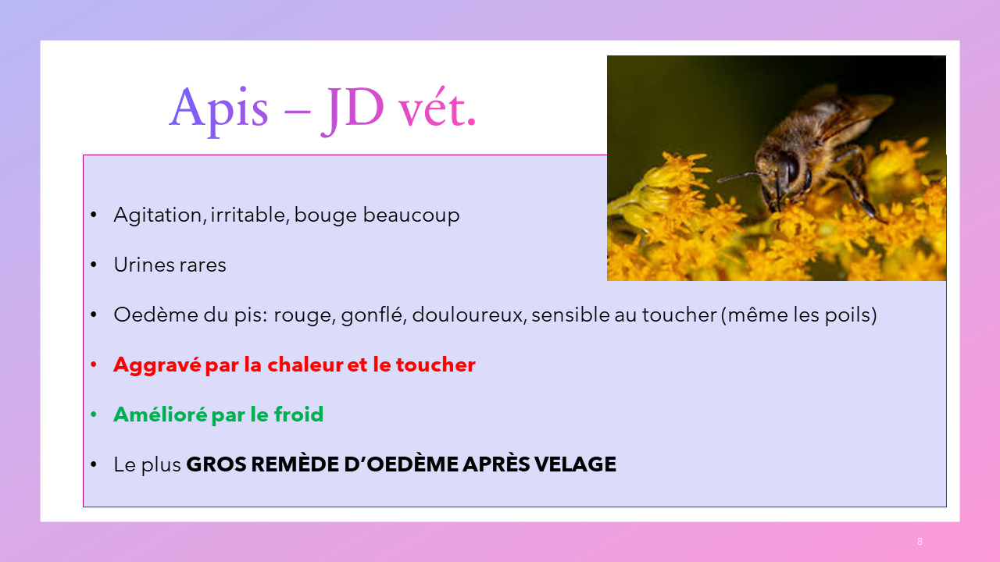 Apis – JD vét.
• Agitation, irritable, bouge beaucoup
• Urines rares
• Oedème du pis: rouge, gonflé, douloureux, sensible au toucher (même les poils)
• Aggravé par la chaleur et le toucher
• Amélioré par le froid
• Le plus GROS REMÈDE D’OEDÈME APRÈS VELAGE
8